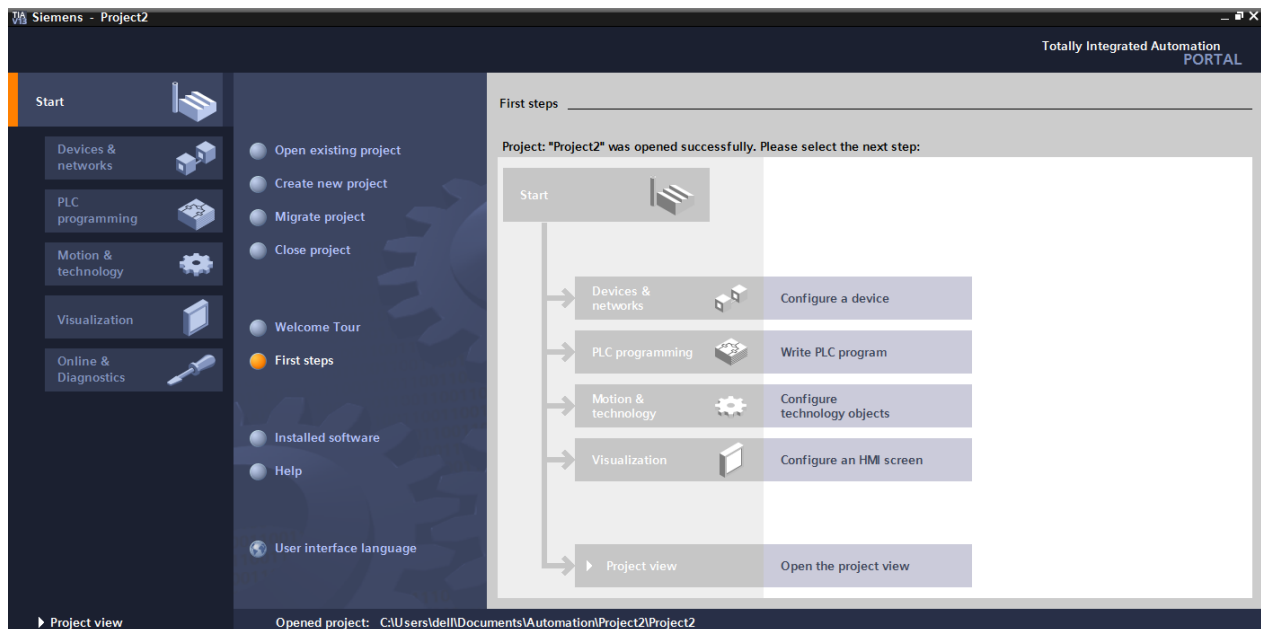 TIA V13 Siemens - Project2
Totally Integrated Automation
PORTAL
Start
Devices &
networks
PLC
programming
Motion &
technology
Visualization
Online &
Diagnostics
Open existing project
Create new project
Migrate project
Close project
Welcome Tour
First steps
Installed software
Help
User interface language
First steps
Project: "Project2" was opened successfully. Please select the next step:
Start
Devices &
networks
Configure a device
PLC programming
Write PLC program
Motion &
technology
Configure
technology objects
Visualization
Configure an HMI screen
Project view
Open the project view
Project view
Opened project: C:\Users\dell\Documents\Automation\Project2\Project2